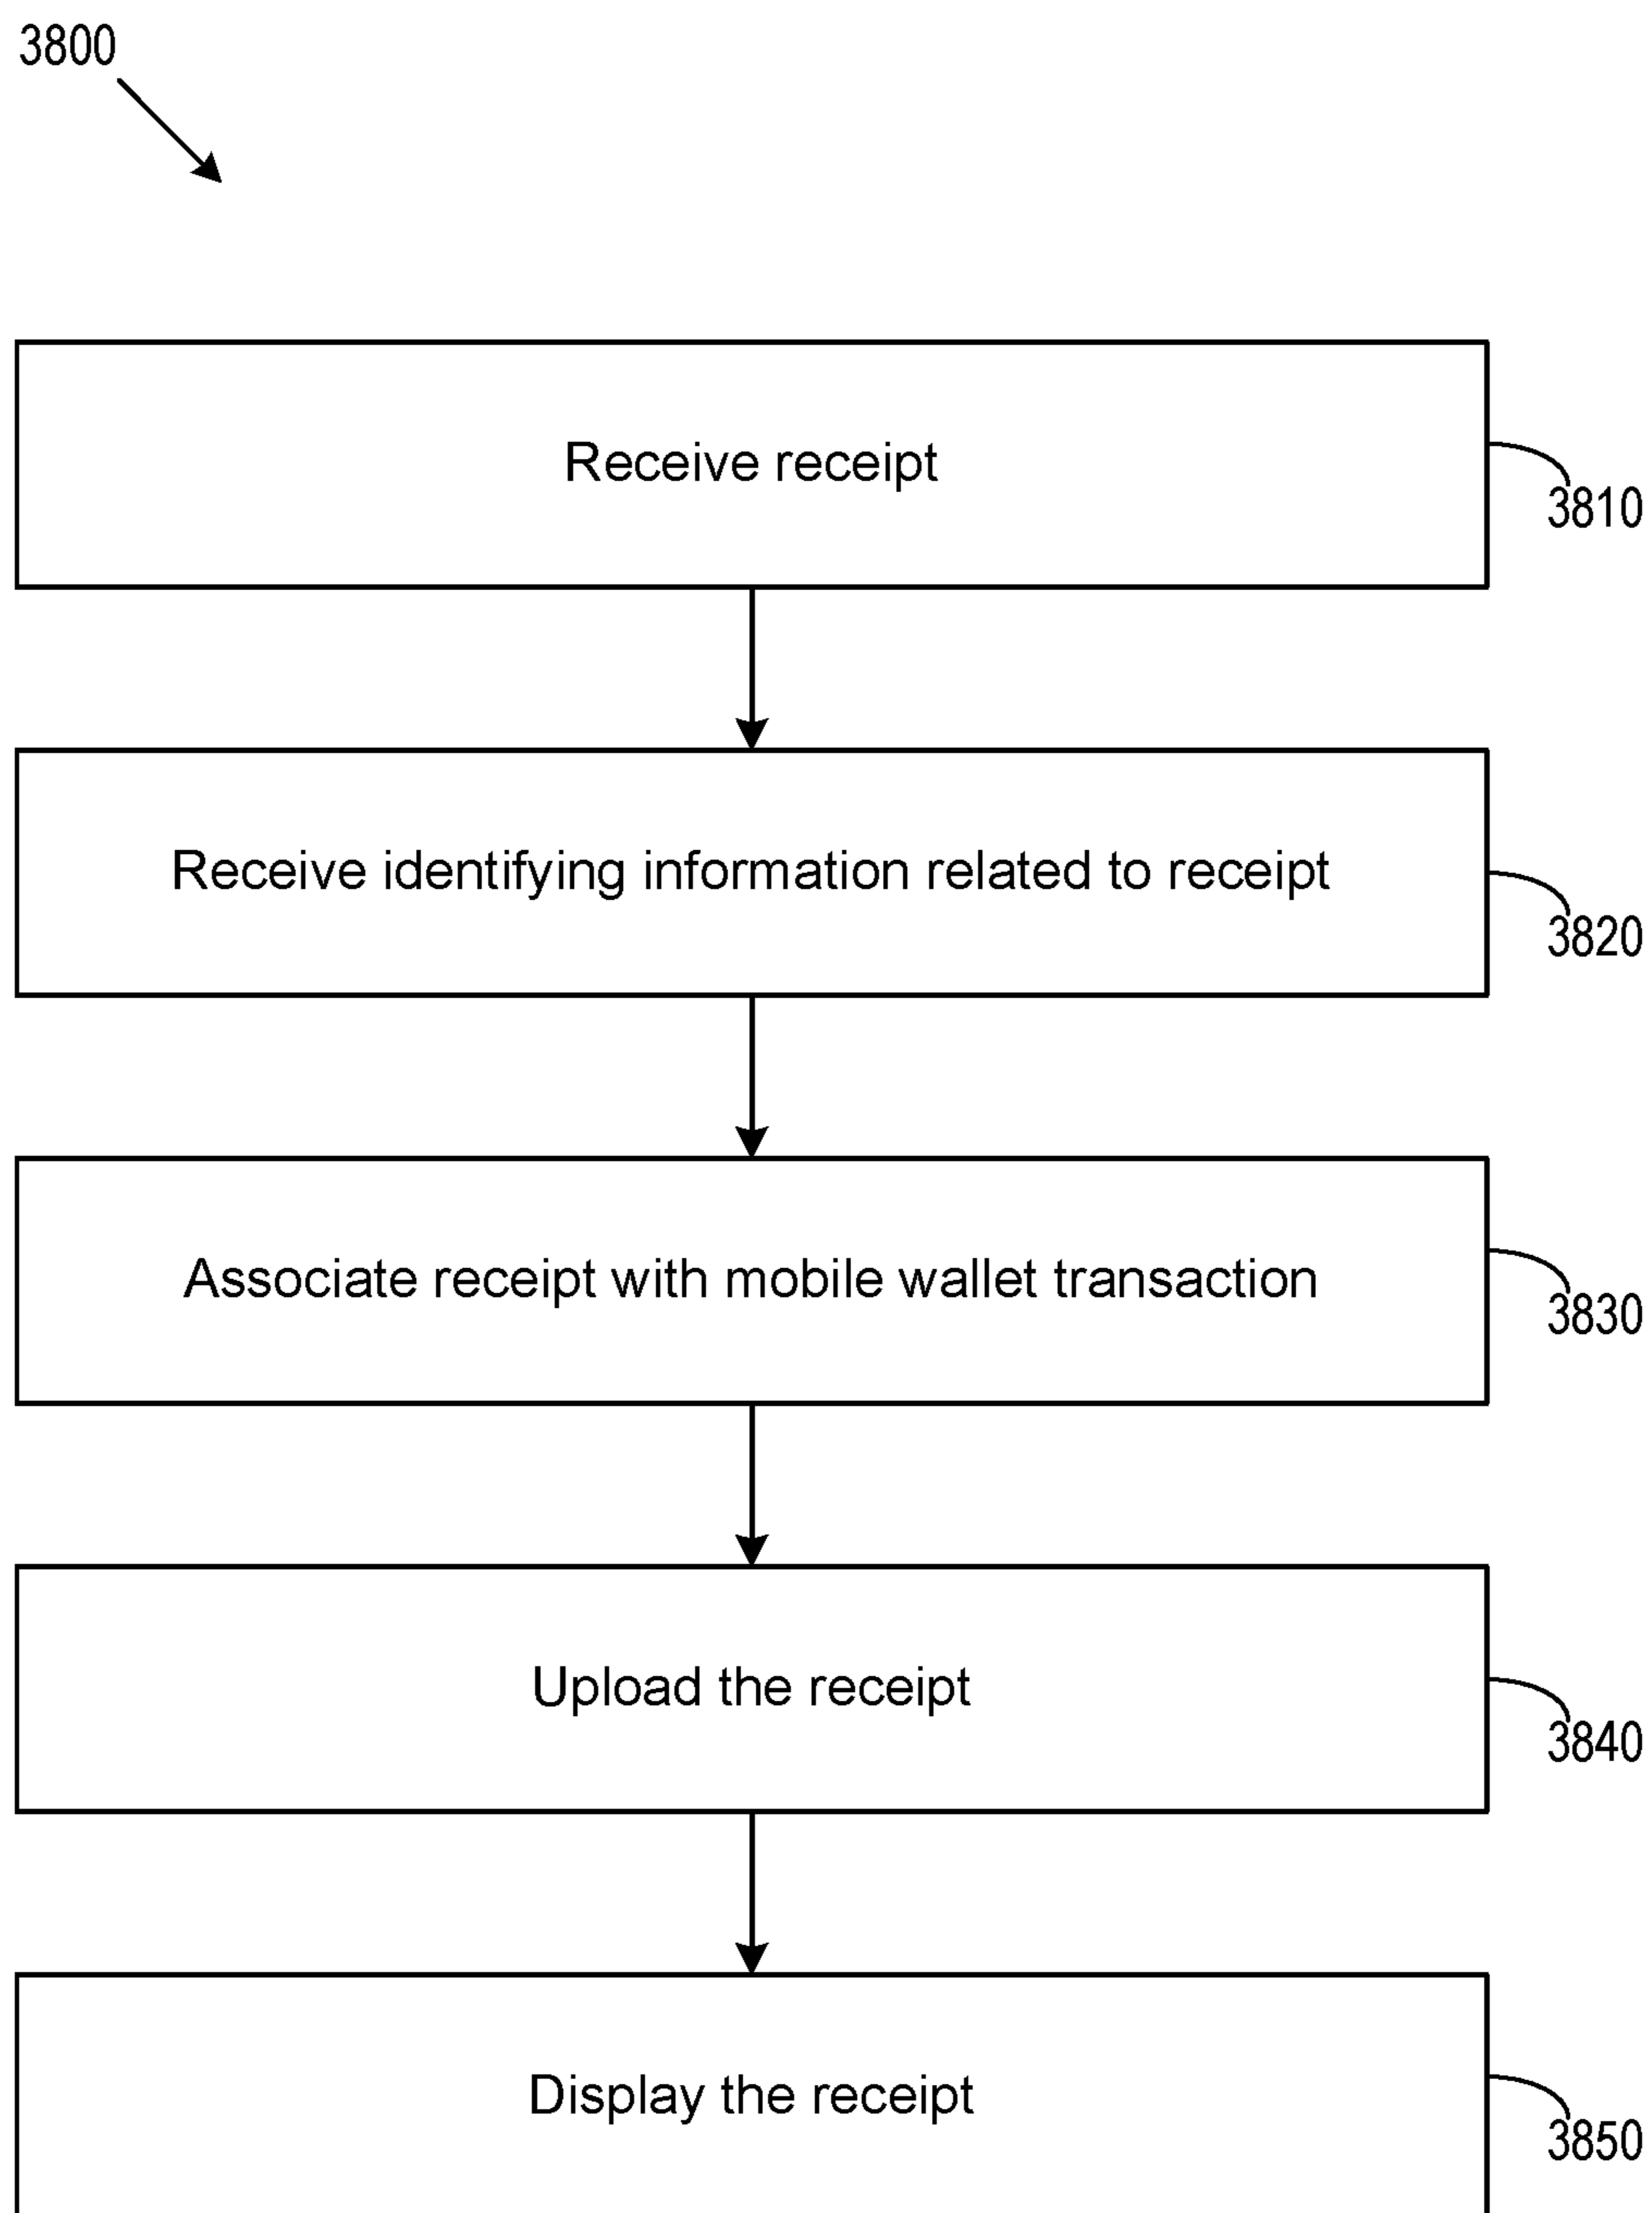 3800
Receive receipt
3810
Receive identifying information related to receipt
3820
Associate receipt with mobile wallet transaction
3830
Upload the receipt
3840
Display the receipt
3850